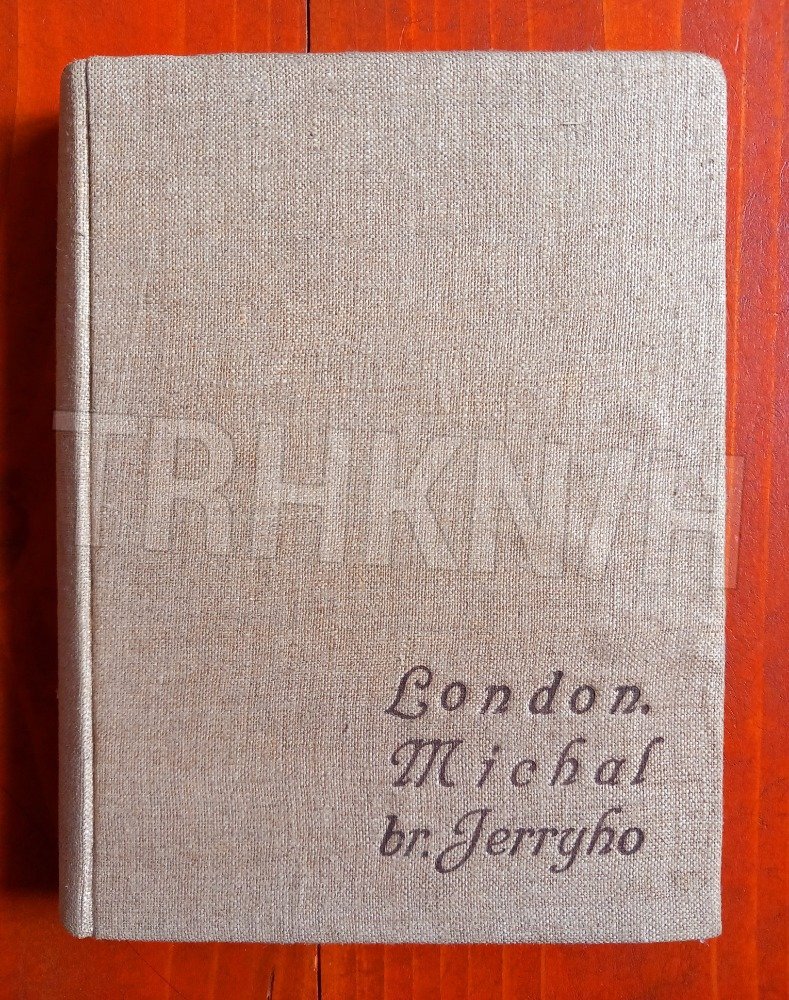 TRHKNIH
London.
Michal
br. Jerryho